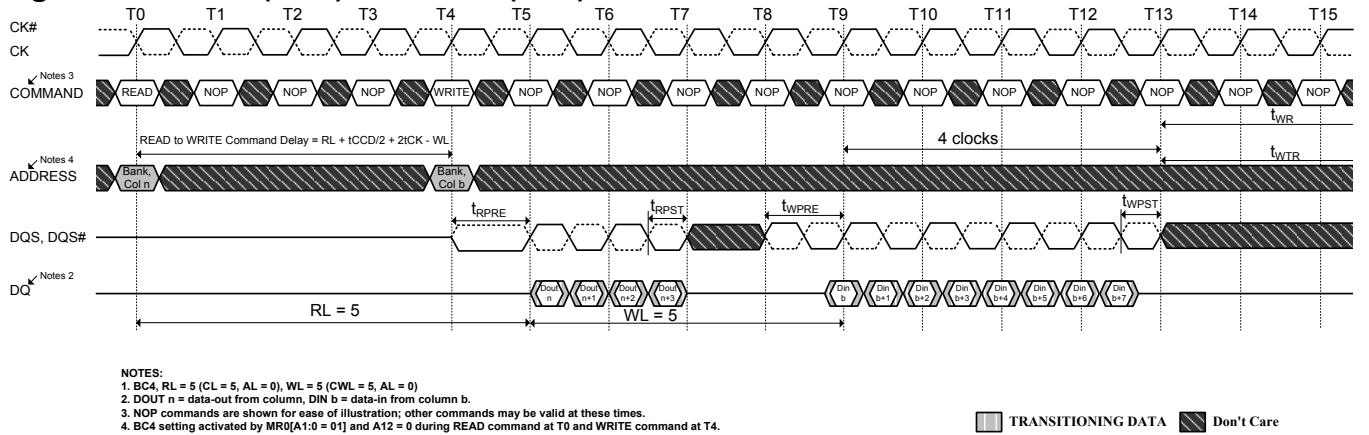 T0 T1 T2 T3 T4 T5 T6 T7 T8 T9 T10 T11 T12 T13 T14 T15
CK#
CK
Notes 3
COMMAND READ NOP NOP NOP WRITE NOP NOP NOP NOP NOP NOP NOP NOP NOP NOP NOP
tWR
READ to WRITE Command Delay = RL + tCCD/2 + 2tCK - WL
4 clocks
Notes 4
tWTR
ADDRESS Bank, Col n Bank, Col b
tRPRE tRPST tWPRE tWPST
DQS, DQS#
Notes 2
DQ Dout n Dout n+1 Dout n+2 Dout n+3 Din b Din b+1 Din b+2 Din b+3 Din b+4 Din b+5 Din b+6 Din b+7
RL = 5 WL = 5
NOTES:
1. BC4, RL = 5 (CL = 5, AL = 0), WL = 5 (CWL = 5, AL = 0)
2. DOUT n = data-out from column, DIN b = data-in from column b.
3. NOP commands are shown for ease of illustration; other commands may be valid at these times.
4. BC4 setting activated by MR0[A1:0 = 01] and A12 = 0 during READ command at T0 and WRITE command at T4.
TRANSITIONING DATA Don't Care